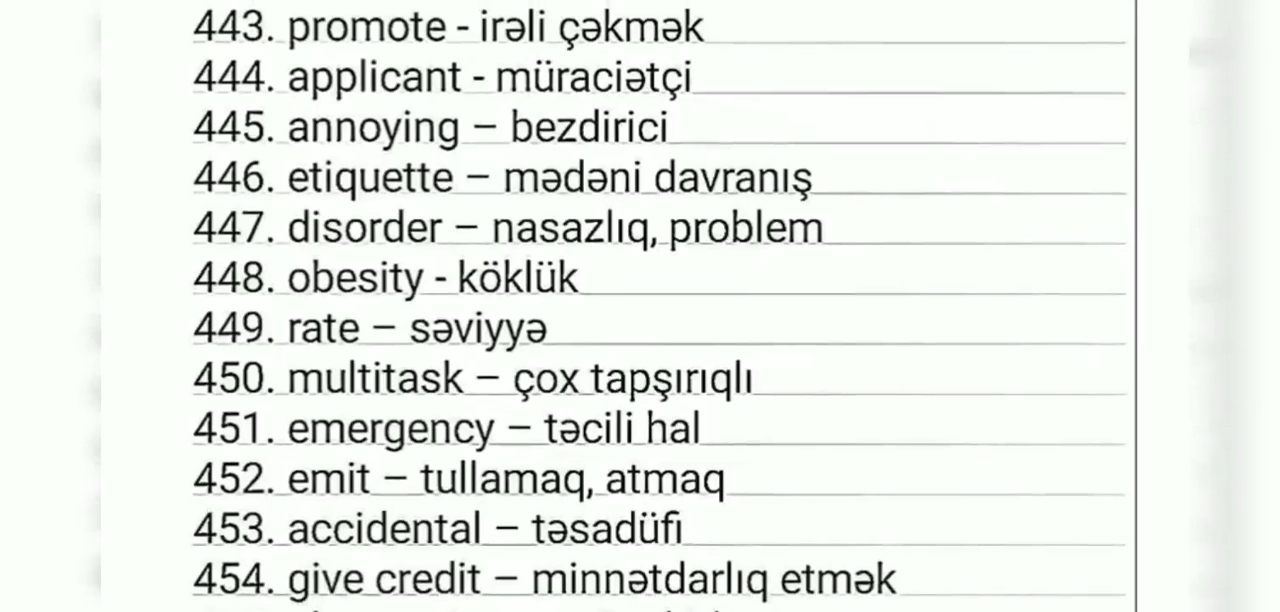 443. promote - irəli çəkmək
444. applicant - müraciətçi
445. annoying – bezdirici
446. etiquette – mədəni davranış
447. disorder – nasazlıq, problem
448. obesity - köklük
449. rate – səviyyə
450. multitask – çox tapşırıqlı
451. emergency – təcili hal
452. emit – tullamaq, atmaq
453. accidental – təsadüfi
454. give credit – minnətdarlıq etmək